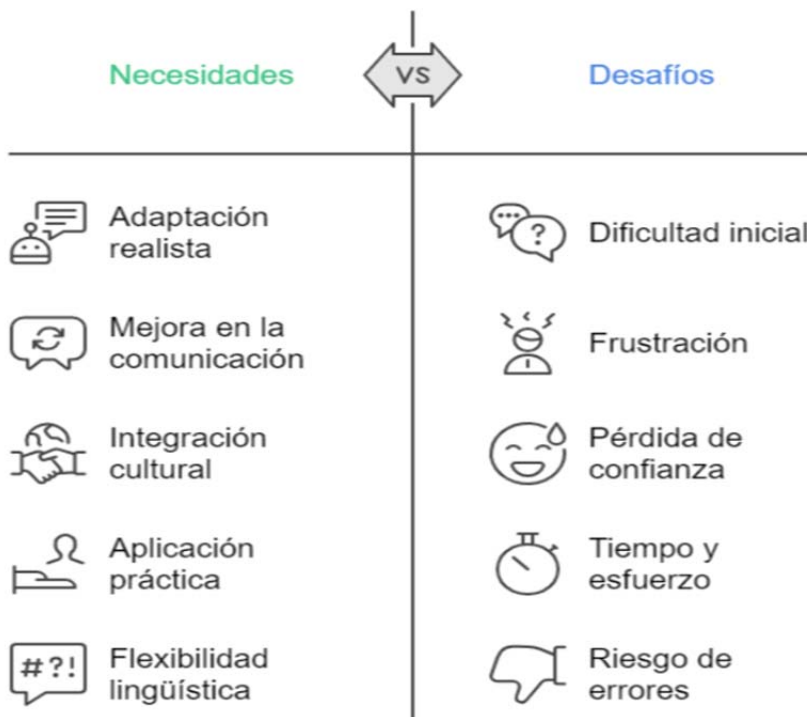 Necesidades
VS
Desafíos
Adaptación
realista
Dificultad inicial
Mejora en la
comunicación
Frustración
Integración
cultural
Pérdida de
confianza
Aplicación
práctica
Tiempo y
esfuerzo
#?!
Flexibilidad
lingüística
Riesgo de
errores